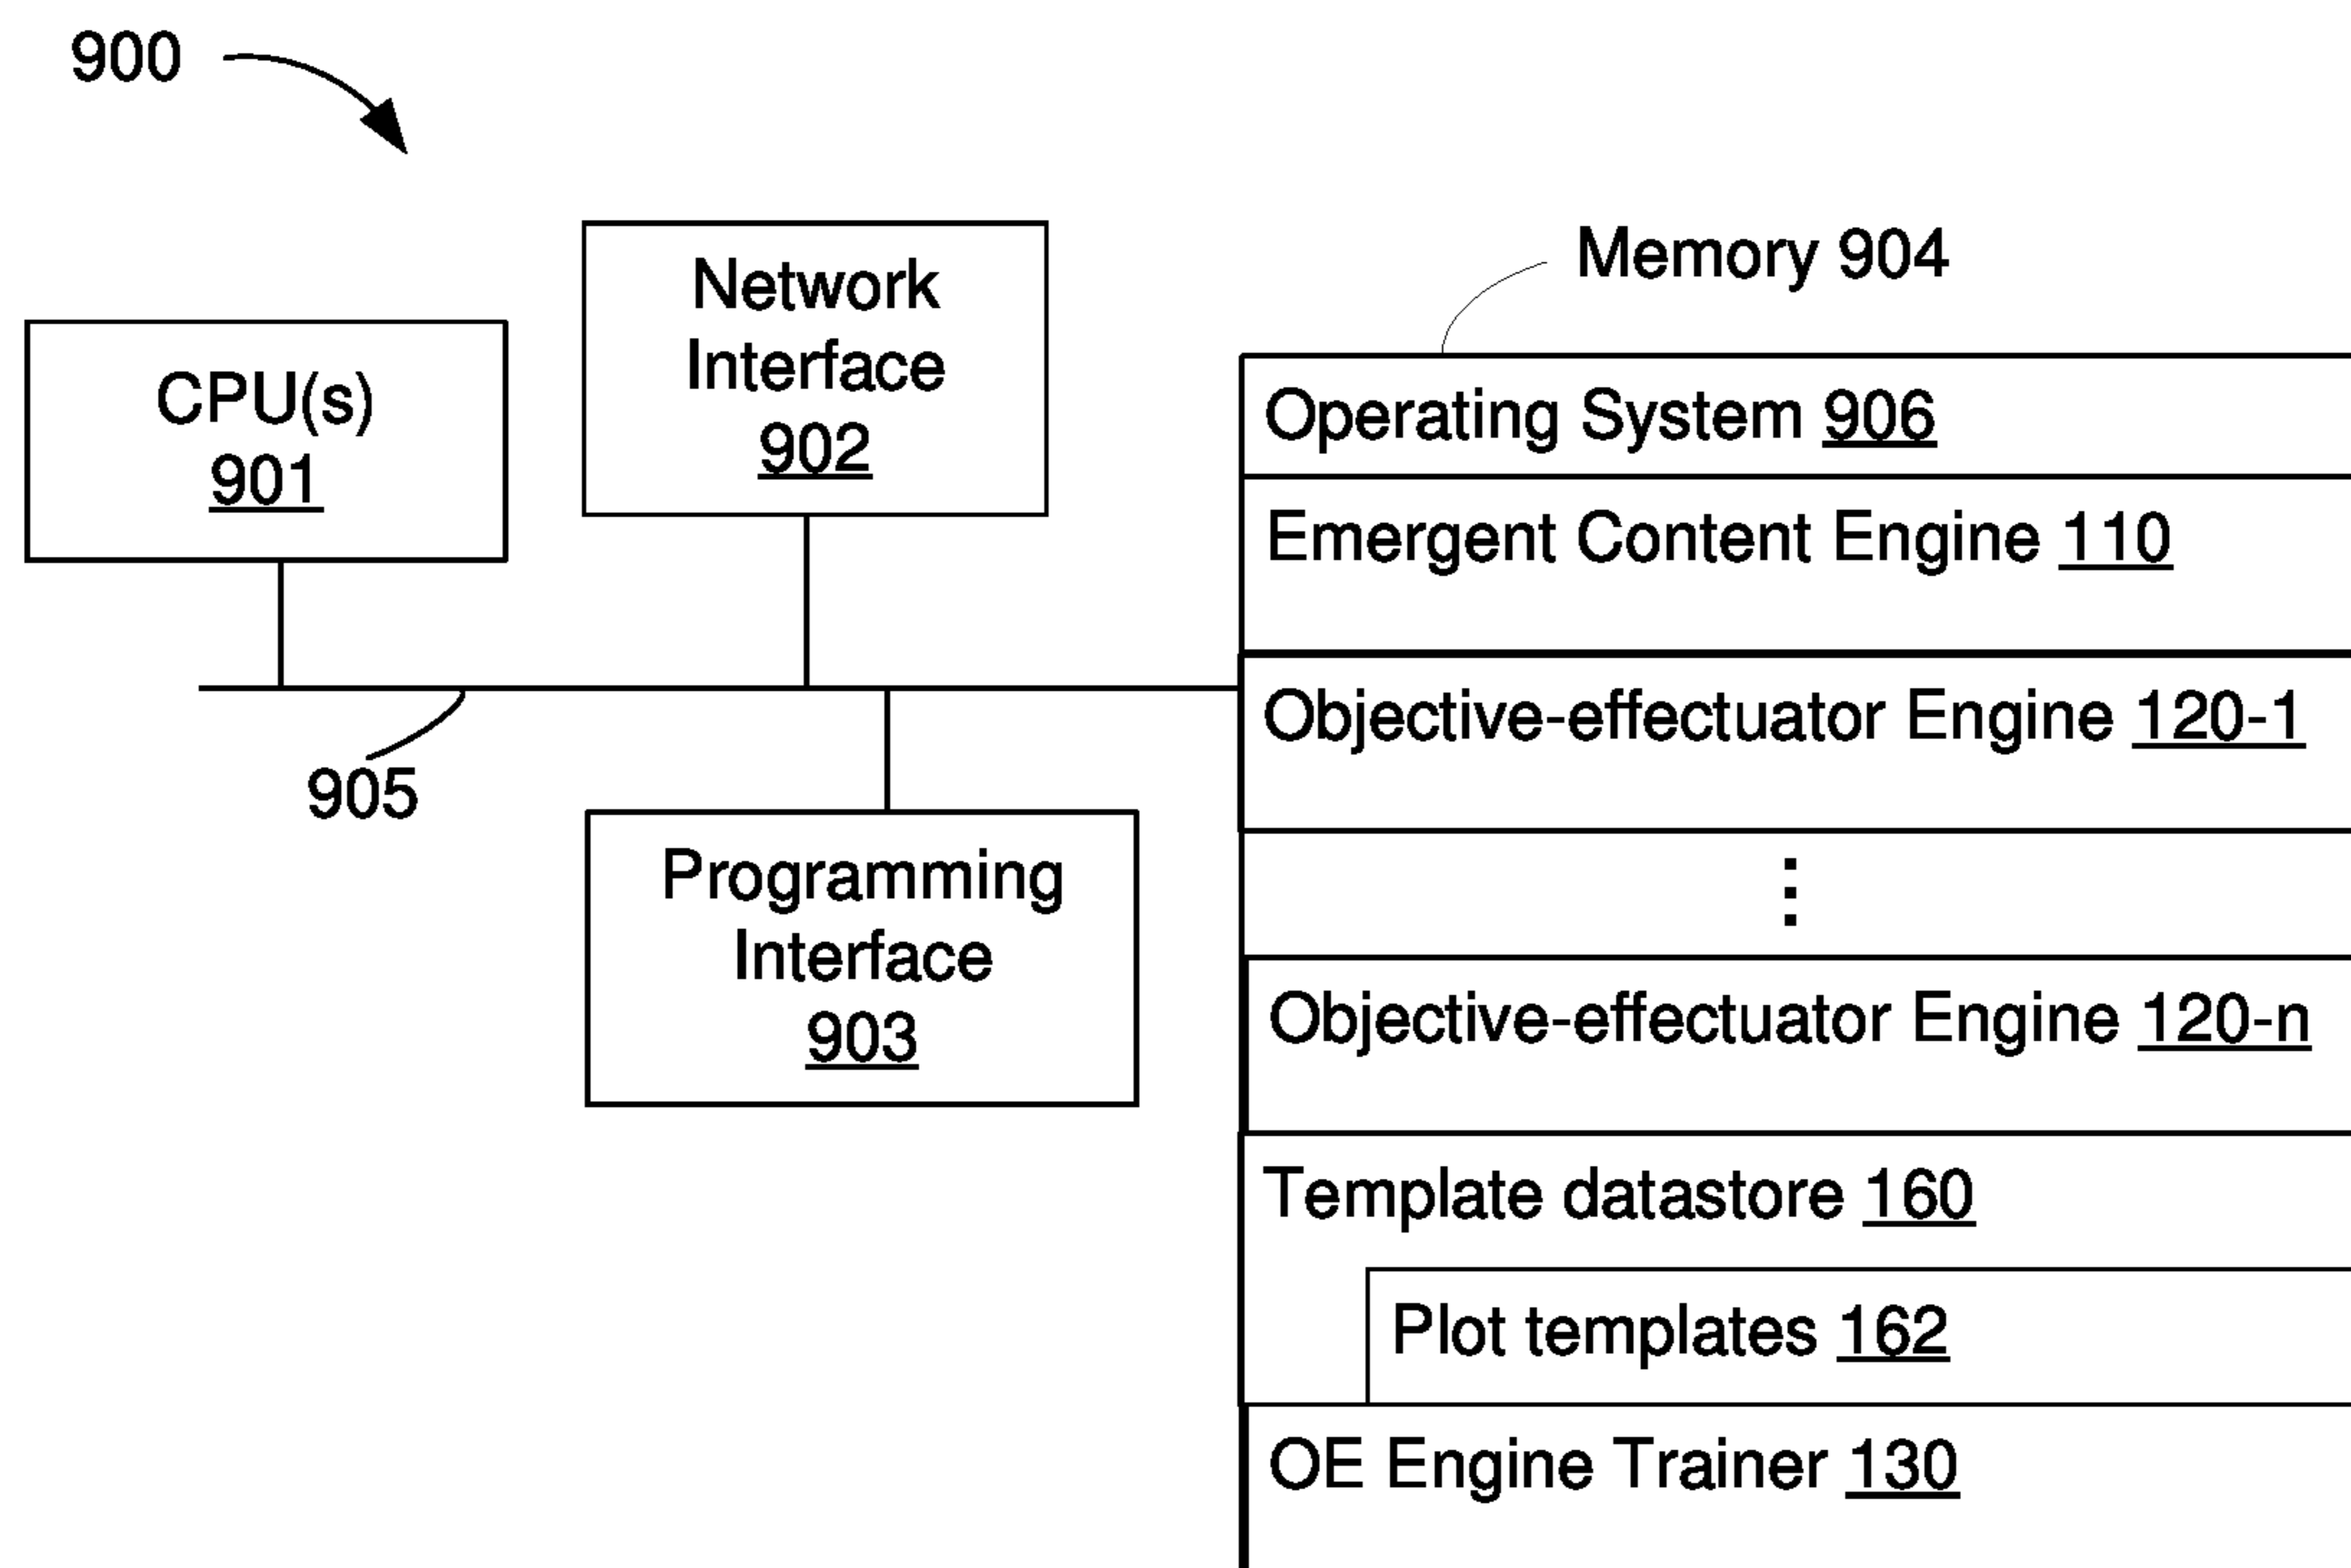 900
Network
Interface
902
CPU(s)
901
905
Programming
Interface
903
Memory 904
Operating System 906
Emergent Content Engine 110
Objective-effectuator Engine 120-1
⋮
Objective-effectuator Engine 120-n
Template datastore 160
Plot templates 162
OE Engine Trainer 130